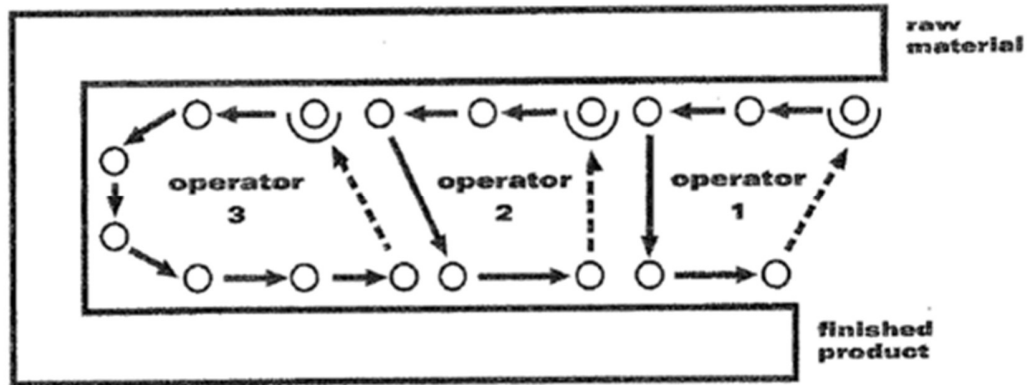 raw
material
operator
3
operator
2
operator
1
finished
product